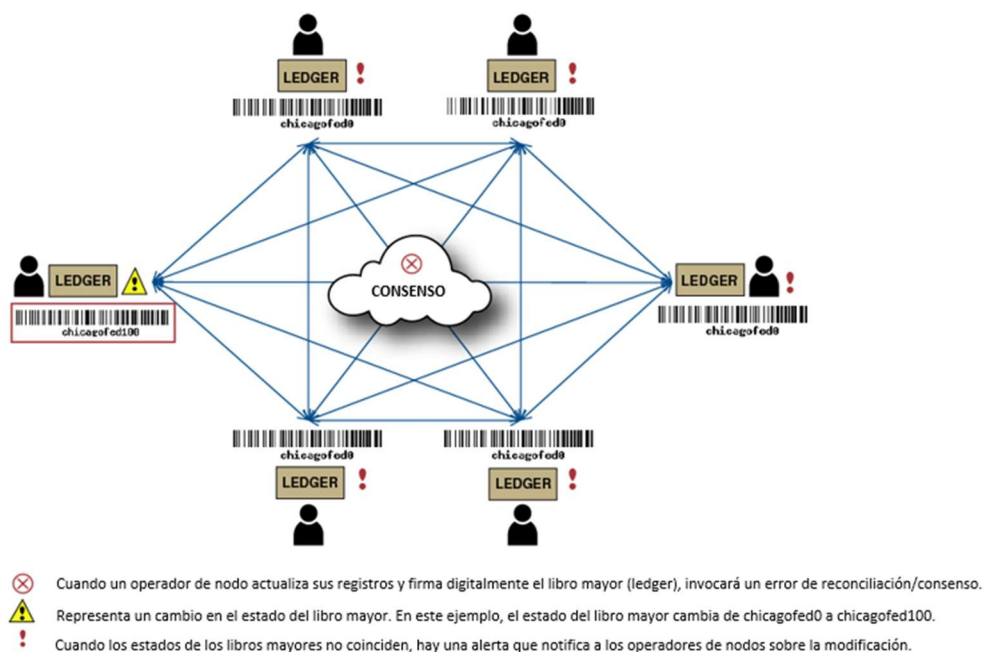 LEDGER
LEDGER
chicagofed0
chicagofed0
LEDGER
CONSENSO
LEDGER
chicagofed100
chicagofed0
chicagofed0
chicagofed0
LEDGER
LEDGER
Cuando un operador de nodo actualiza sus registros y firma digitalmente el libro mayor (ledger), invocará un error de reconciliación/consenso.
Representa un cambio en el estado del libro mayor. En este ejemplo, el estado del libro mayor cambia de chicagofed0 a chicagofed100.
Cuando los estados de los libros mayores no coinciden, hay una alerta que notifica a los operadores de nodos sobre la modificación.